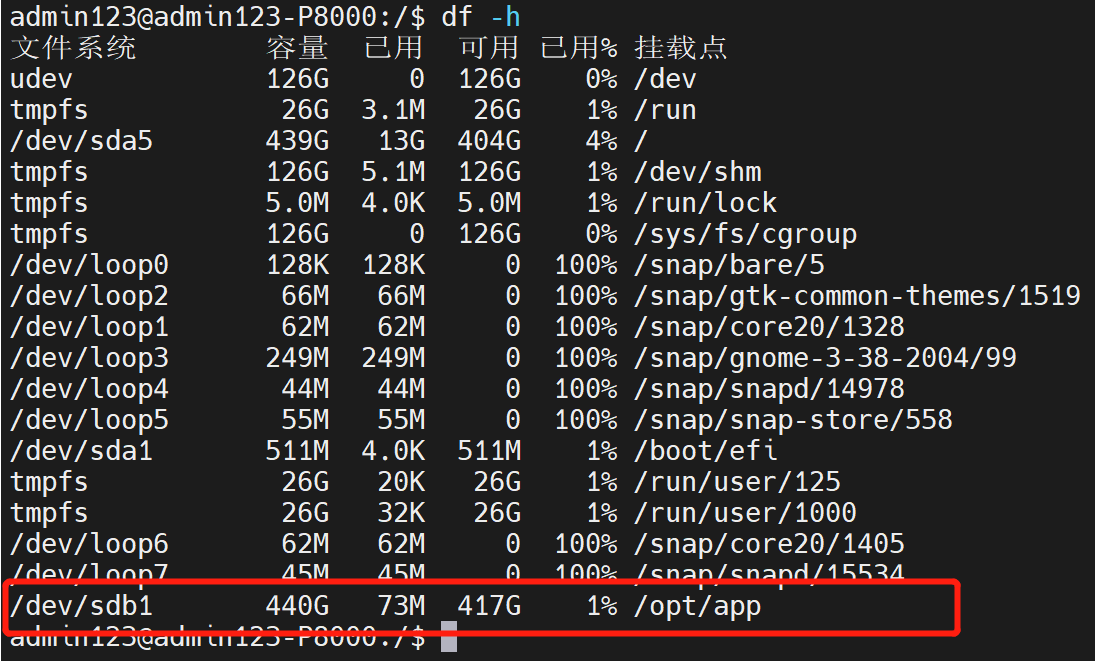 admin123@admin123-P8000:/$ df -h
文件系统 容量 已用 可用 已用% 挂载点
udev 126G 0 126G 0% /dev
tmpfs 26G 3.1M 26G 1% /run
/dev/sda5 439G 13G 404G 4% /
tmpfs 126G 5.1M 126G 1% /dev/shm
tmpfs 5.0M 4.0K 5.0M 1% /run/lock
tmpfs 126G 0 126G 0% /sys/fs/cgroup
/dev/loop0 128K 128K 0 100% /snap/bare/5
/dev/loop2 66M 66M 0 100% /snap/gtk-common-themes/1519
/dev/loop1 62M 62M 0 100% /snap/core20/1328
/dev/loop3 249M 249M 0 100% /snap/gnome-3-38-2004/99
/dev/loop4 44M 44M 0 100% /snap/snapd/14978
/dev/loop5 55M 55M 0 100% /snap/snap-store/558
/dev/sda1 511M 4.0K 511M 1% /boot/efi
tmpfs 26G 20K 26G 1% /run/user/125
tmpfs 26G 32K 26G 1% /run/user/1000
/dev/loop6 62M 62M 0 100% /snap/core20/1405
/dev/loop7 45M 45M 0 100% /snap/snapd/15534
/dev/sdb1 440G 73M 417G 1% /opt/app
admin123@admin123-P8000:/$